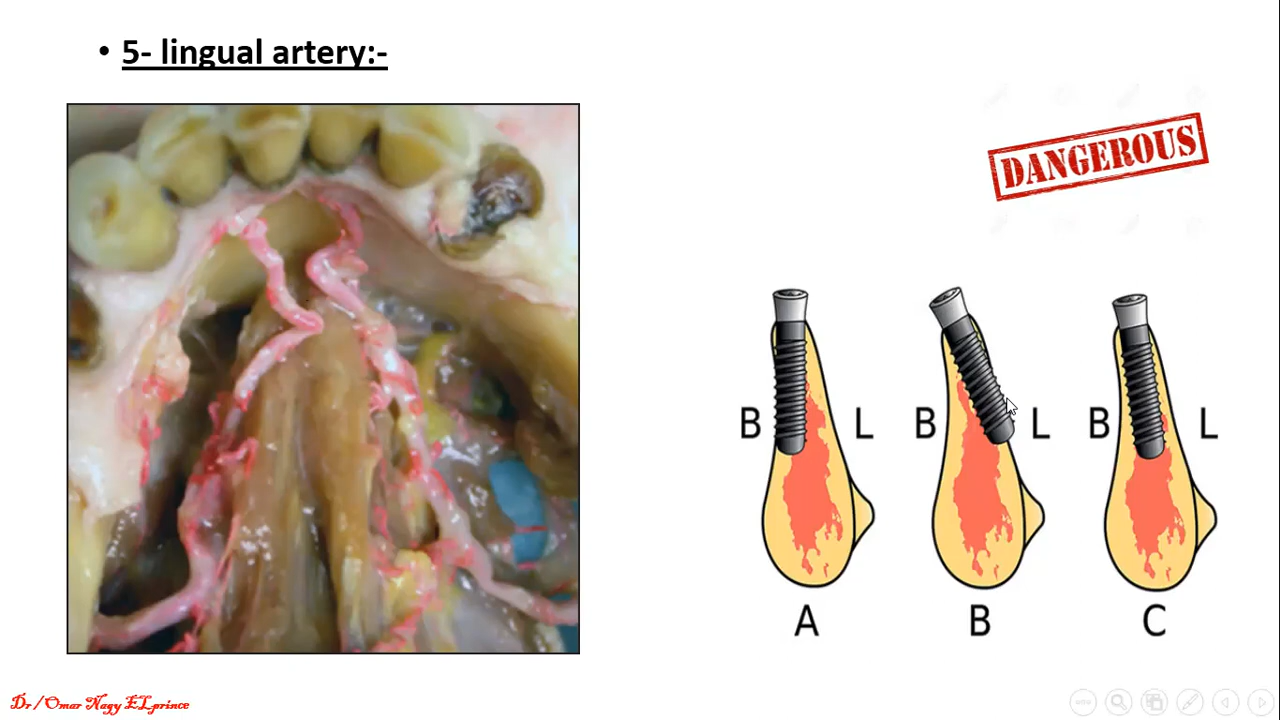 • 5- lingual artery:-
DANGEROUS
B L B L B L
A B C
Dr/Omar Nagy ELprince